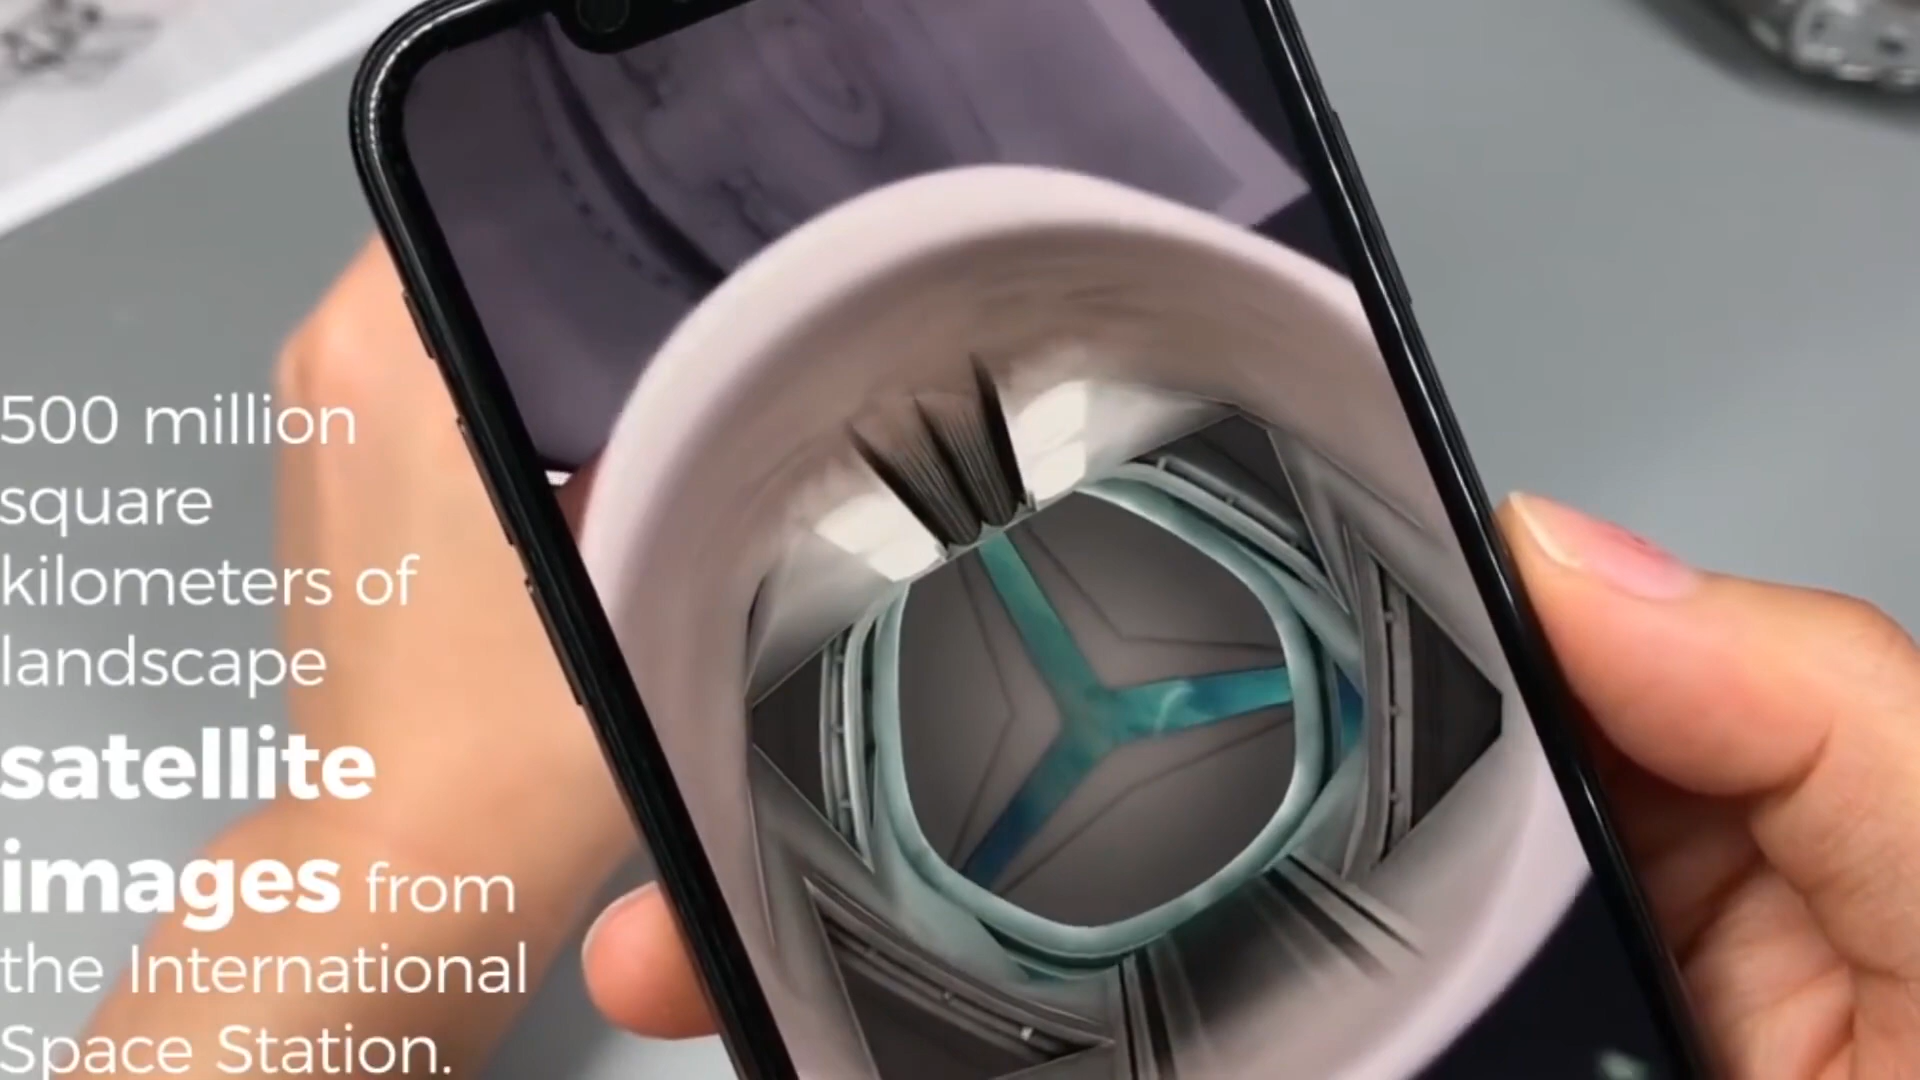 500 million
square
kilometers of
landscape
satellite
images from
the International
Space Station.